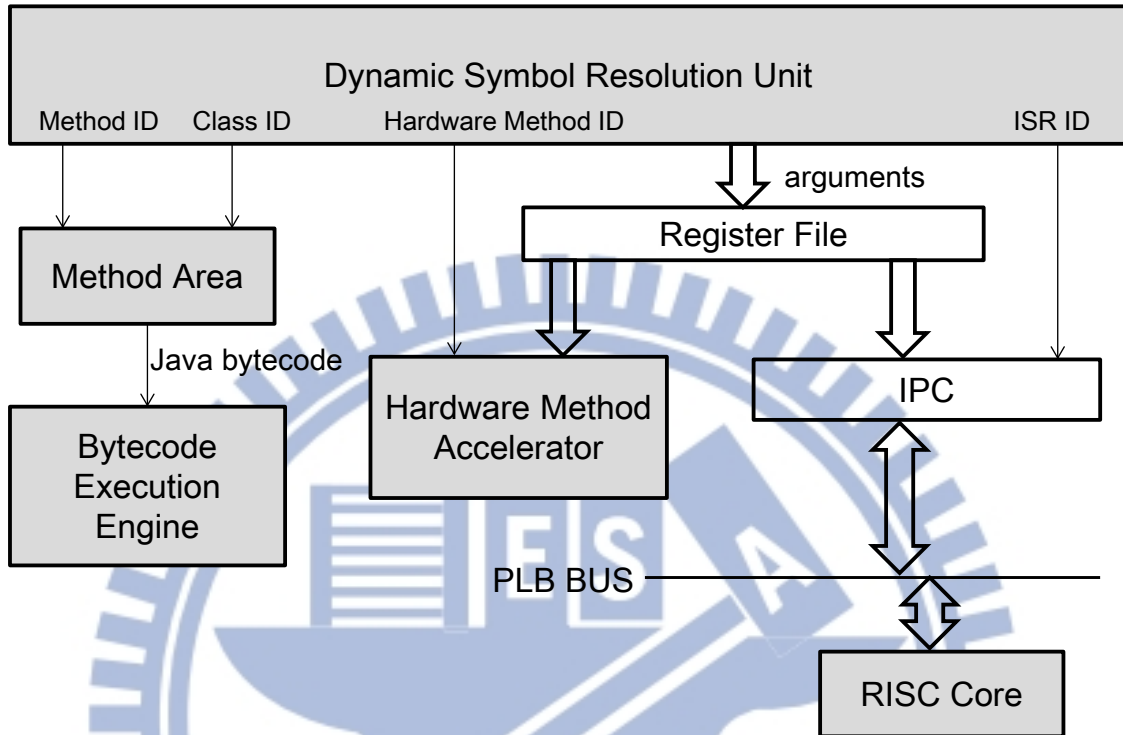 Dynamic Symbol Resolution Unit
Method ID
Class ID
Hardware Method ID
ISR ID
arguments
Register File
Method Area
Java bytecode
Hardware Method
Accelerator
IPC
Bytecode
Execution
Engine
E S A
PLB BUS
RISC Core